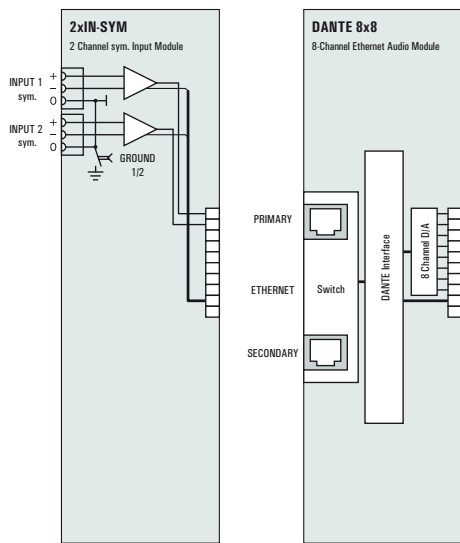 2xIN-SYM
2 Channel sym. Input Module
INPUT 1
sym.
+
–
0
INPUT 2
sym.
+
–
0
GROUND
1/2
DANTE 8x8
8-Channel Ethernet Audio Module
PRIMARY
ETHERNET
SECONDARY
Switch
DANTE Interface
8 Channel D/A